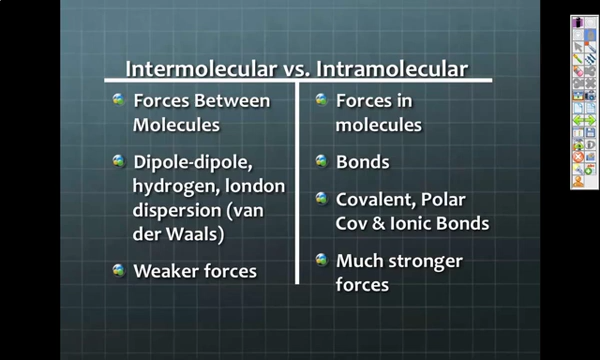 Intermolecular vs. Intramolecular
Forces Between
Molecules
Dipole-dipole,
hydrogen, london
dispersion (van
der Waals)
Weaker forces
Forces in
molecules
Bonds
Covalent, Polar
Cov & Ionic Bonds
Much stronger
forces